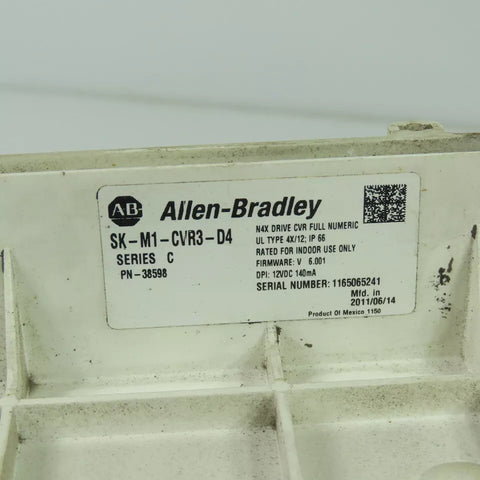 AB
Allen-Bradley
SK-M1-CVR3-D4
SERIES C
PN-38598
N4X DRIVE CVR FULL NUMERIC
UL TYPE 4X/12; IP 66
RATED FOR INDOOR USE ONLY
FIRMWARE: V 6.001
DPI: 12VDC 140mA
SERIAL NUMBER: 1165065241
Mfd. in
2011/06/14
Product Of Mexico 1150